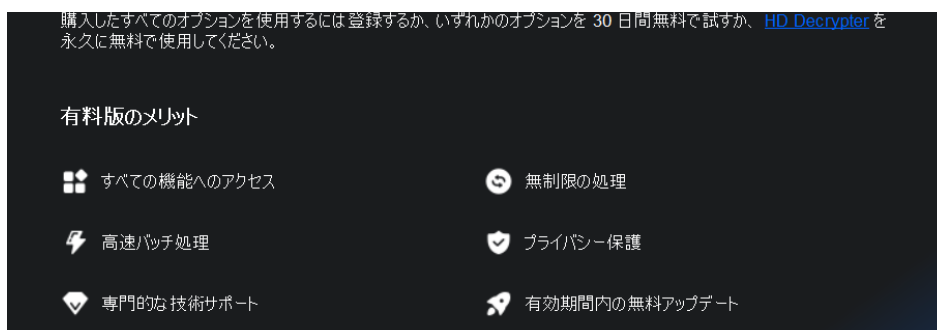 購入したすべてのオプションを使用するには登録するか、いずれかのオプションを 30 日間無料で試すか、 HD Decrypter を
永久に無料で使用してください。
有料版のメリット
すべての機能へのアクセス
無制限の処理
高速バッチ処理
プライバシー保護
専門的な技術サポート
有効期間内の無料アップデート